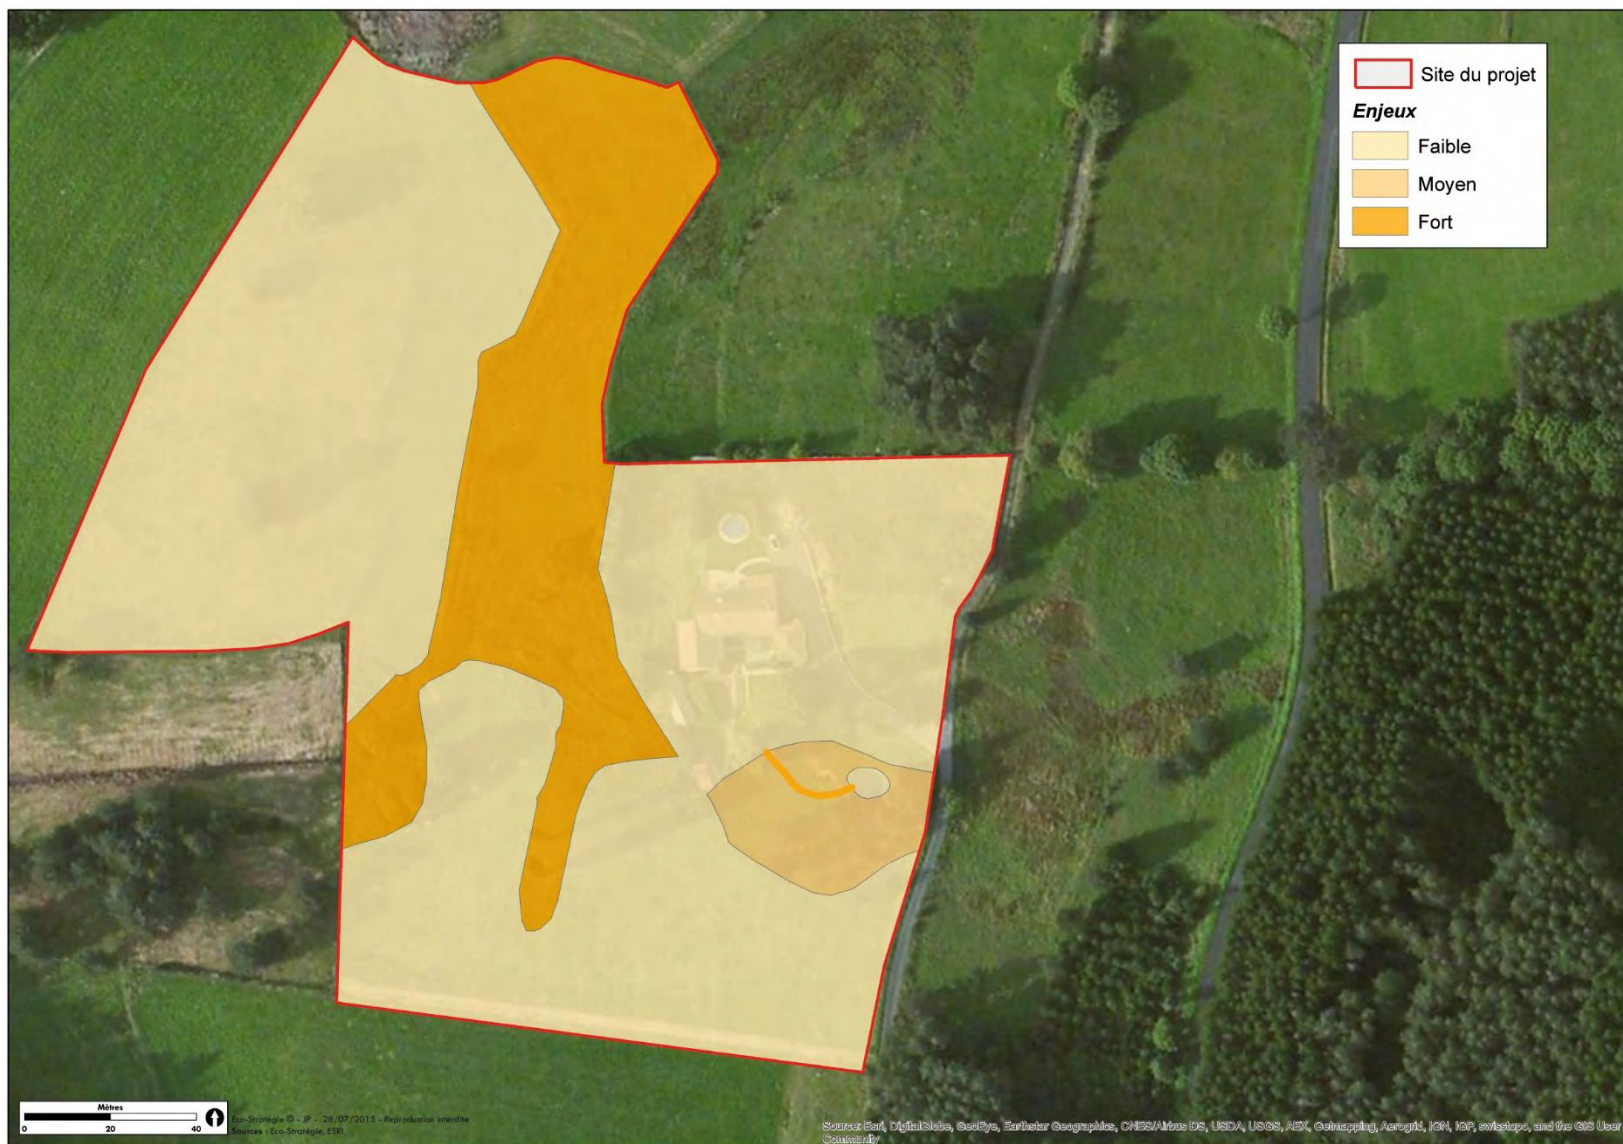 Site du projet
Enjeux
Faible
Moyen
Fort
Mètres
0 20 40
Eco-Stratégie © - JP - 28/07/2015 - Reproduction interdite
Sources : Eco-Stratégie, ESRI
Source: Esri, DigitalGlobe, GeoEye, Earthstar Geographics, CNES/Airbus DS, USDA, USGS, AEX, Getmapping, Aerogrid, IGN, IGP, swisstopo, and the GIS User
Community